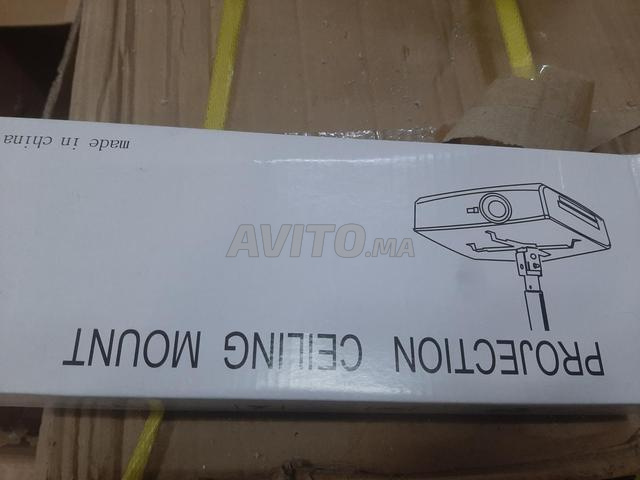 PROJECTION CEILING MOUNT
made in china
AVITO.MA